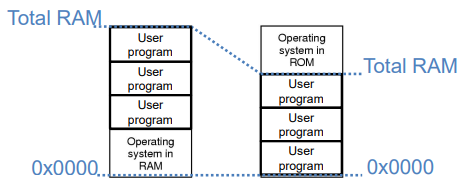 Total RAM
User
program
User
program
User
program
Operating
system in
RAM
0x0000
Operating
system in
ROM
Total RAM
User
program
User
program
User
program
0x0000